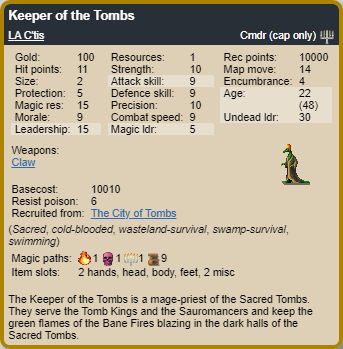 Keeper of the Tombs
LA C'tis Cmdr (cap only)
Gold: 100 Resources: 1 Rec points: 10000
Hit points: 11 Strength: 10 Map move: 14
Size: 2 Attack skill: 9 Encumbrance: 4
Protection: 5 Defence skill: 9 Age: 22
Magic res: 15 Precision: 10 (48)
Morale: 9 Combat speed: 9 Undead ldr: 30
Leadership: 15 Magic ldr: 5
Weapons:
Claw
Basecost: 10010
Resist poison: 6
Recruited from: The City of Tombs
(Sacred, cold-blooded, wasteland-survival, swamp-survival,
swimming)
Magic paths: 1 1 1 9
Item slots: 2 hands, head, body, feet, 2 misc
The Keeper of the Tombs is a mage-priest of the Sacred Tombs.
They serve the Tomb Kings and the Sauromancers and keep the
green flames of the Bane Fires blazing in the dark halls of the
Sacred Tombs.